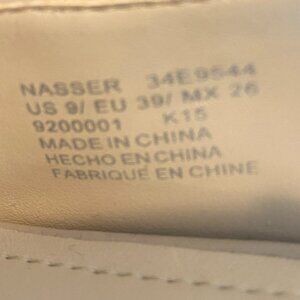 NASSER 34E9544
US 9/ EU 39/ MX 26
9200001 K15
MADE IN CHINA
HECHO EN CHINA
FABRIQUÉ EN CHINE